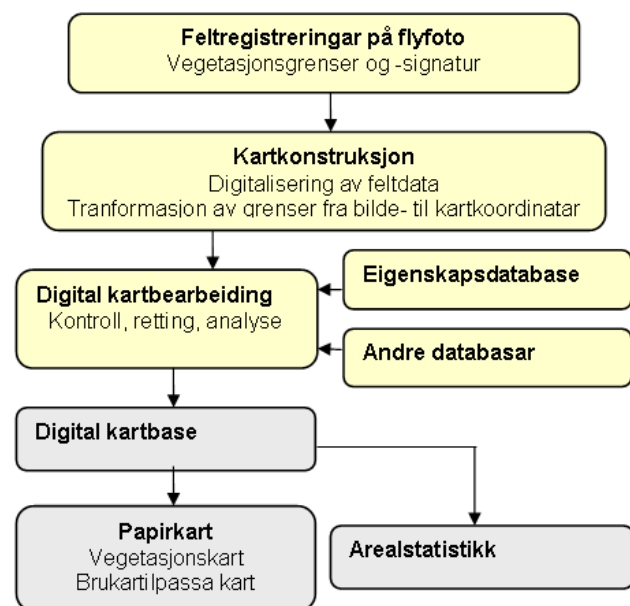 Feltregistreringar på flyfoto
Vegetasjonsgrenser og -signatur
Kartkonstruksjon
Digitalisering av feltdata
Tranformasjon av grenser fra bilde- til kartkoordinatar
Digital kartbearbeiding
Kontroll, retting, analyse
Eigenskapsdatabase
Andre databasar
Digital kartbase
Papirkart
Vegetasjonskart
Brukartilpassa kart
Arealstatistikk